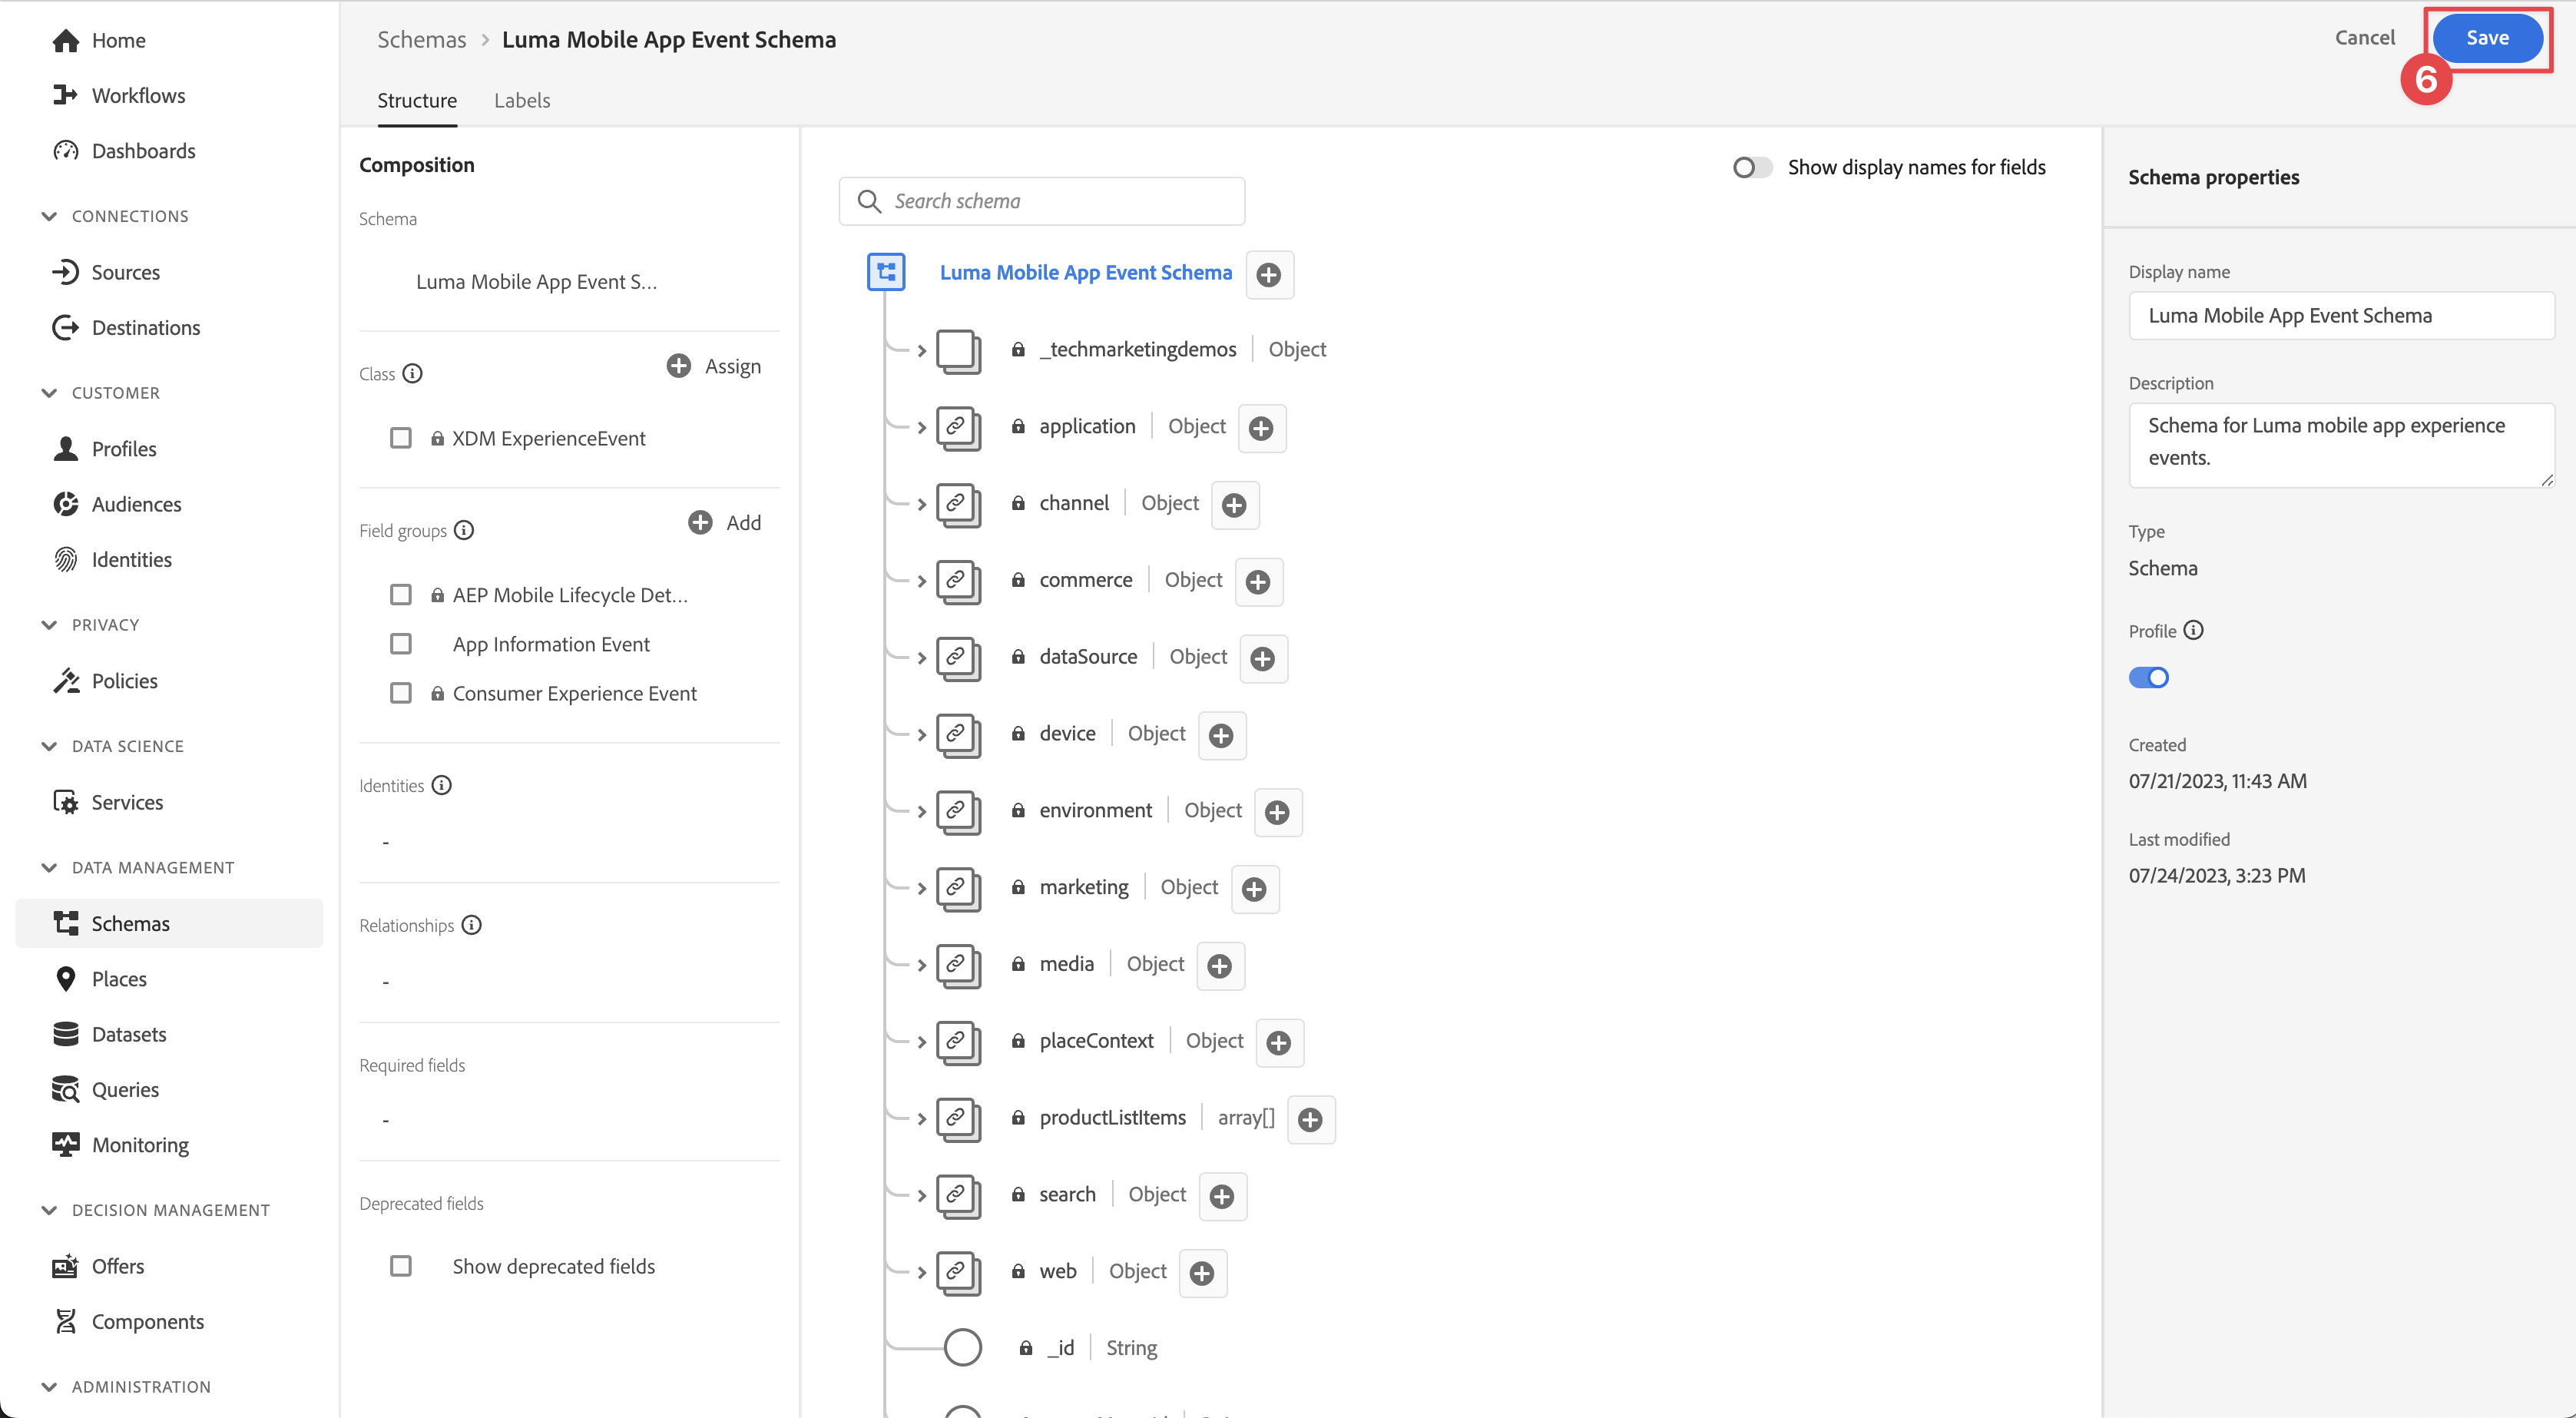 Home
Workflows
Dashboards
CONNECTIONS
Sources
Destinations
CUSTOMER
Profiles
Audiences
Identities
PRIVACY
Policies
DATA SCIENCE
Services
DATA MANAGEMENT
Schemas
Places
Datasets
Queries
Monitoring
DECISION MANAGEMENT
Offers
Components
ADMINISTRATION
Schemas > Luma Mobile App Event Schema
Cancel
Save
6
Structure
Labels
Composition
Schema
Luma Mobile App Event S...
Class
Assign
XDM ExperienceEvent
Field groups
Add
AEP Mobile Lifecycle Det...
App Information Event
Consumer Experience Event
Identities
-
Relationships
-
Required fields
-
Deprecated fields
Show deprecated fields
Show display names for fields
Search schema
Luma Mobile App Event Schema
_techmarketingdemos | Object
application | Object
channel | Object
commerce | Object
dataSource | Object
device | Object
environment | Object
marketing | Object
media | Object
placeContext | Object
productListItems | array[]
search | Object
web | Object
_id | String
Schema properties
Display name
Luma Mobile App Event Schema
Description
Schema for Luma mobile app experience
events.
Type
Schema
Profile
Created
07/21/2023, 11:43 AM
Last modified
07/24/2023, 3:23 PM